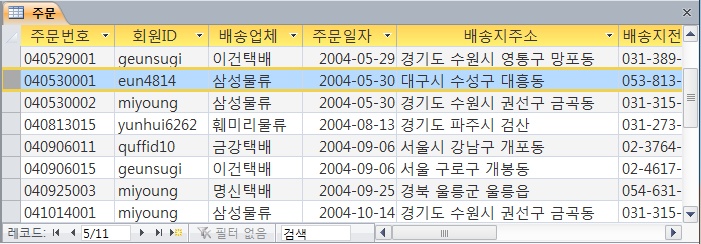 주문
주문번호 회원ID 배송업체 주문일자 배송지주소 배송지전
040529001 geunsugi 이건택배 2004-05-29 경기도 수원시 영통구 망포동 031-389-
040530001 eun4814 삼성물류 2004-05-30 대구시 수성구 대흥동 053-813-
040530002 miyoung 삼성물류 2004-05-30 경기도 수원시 권선구 금곡동 031-315-
040813015 yunhui6262 훼미리물류 2004-08-13 경기도 파주시 검산 031-273-
040906011 quffid10 금강택배 2004-09-06 서울시 강남구 개포동 02-3764-
040906015 geunsugi 이건택배 2004-09-06 서울 구로구 개봉동 02-4617-
040925003 miyoung 명신택배 2004-09-25 경북 울릉군 울릉읍 054-631-
041014001 miyoung 삼성물류 2004-10-14 경기도 수원시 권선구 금곡동 031-315-
레코드: 5/11 필터 없음 검색